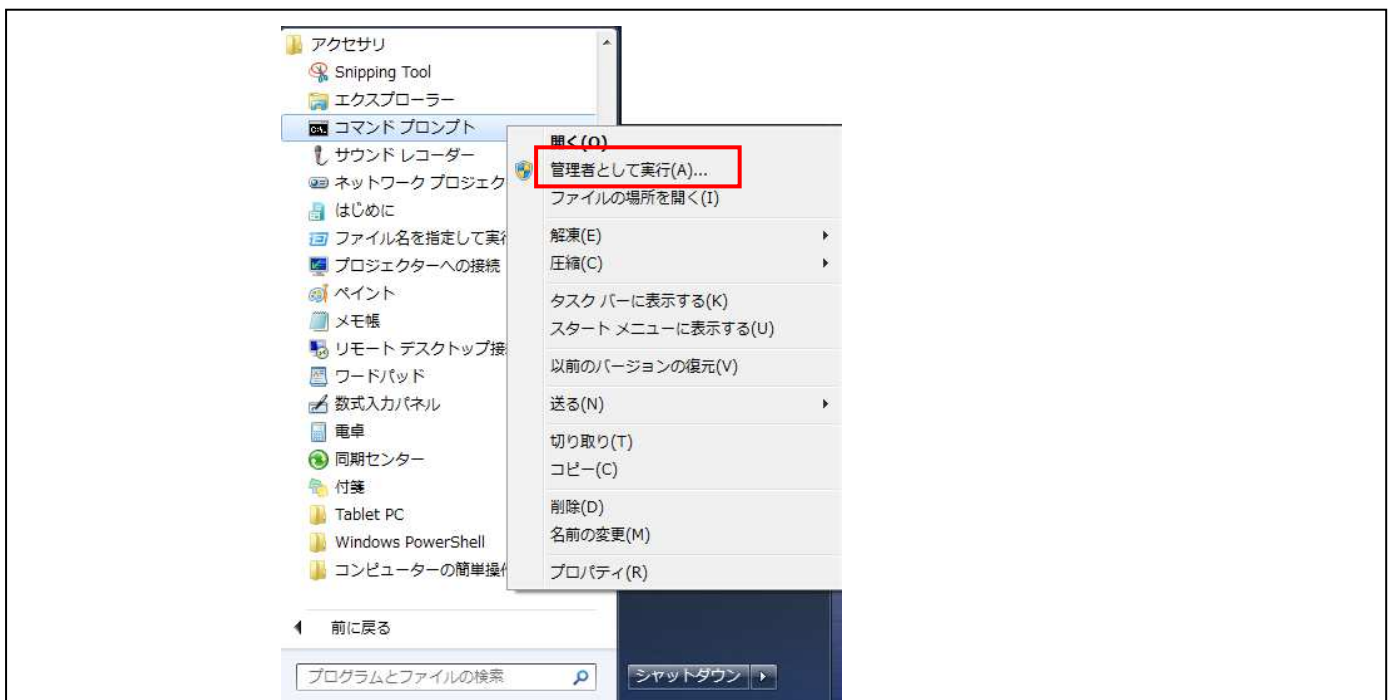 アクセサリ
Snipping Tool
エクスプローラー
コマンド プロンプト
サウンド レコーダー
ネットワーク プロジェク
はじめに
ファイル名を指定して実行
プロジェクターへの接続
ペイント
メモ帳
リモート デスクトップ接
ワードパッド
数式入力パネル
電卓
同期センター
付箋
Tablet PC
Windows PowerShell
コンピューターの簡単操作
前に戻る
プログラムとファイルの検索
シャットダウン
開く(O)
管理者として実行(A)...
ファイルの場所を開く(I)
解凍(E)
圧縮(C)
タスク バーに表示する(K)
スタート メニューに表示する(U)
以前のバージョンの復元(V)
送る(N)
切り取り(T)
コピー(C)
削除(D)
名前の変更(M)
プロパティ(R)